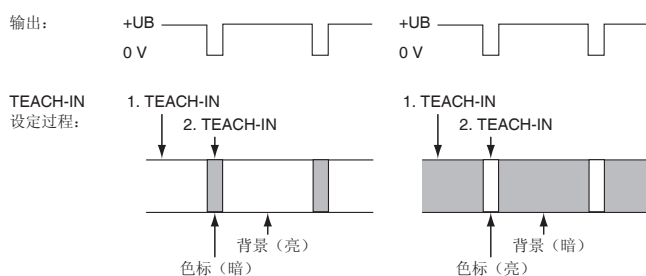 输出： +UB +UB
0 V 0 V
TEACH-IN 1. TEACH-IN 1. TEACH-IN
设定过程： 2. TEACH-IN 2. TEACH-IN
背景（亮） 背景（暗）
色标（暗） 色标（亮）